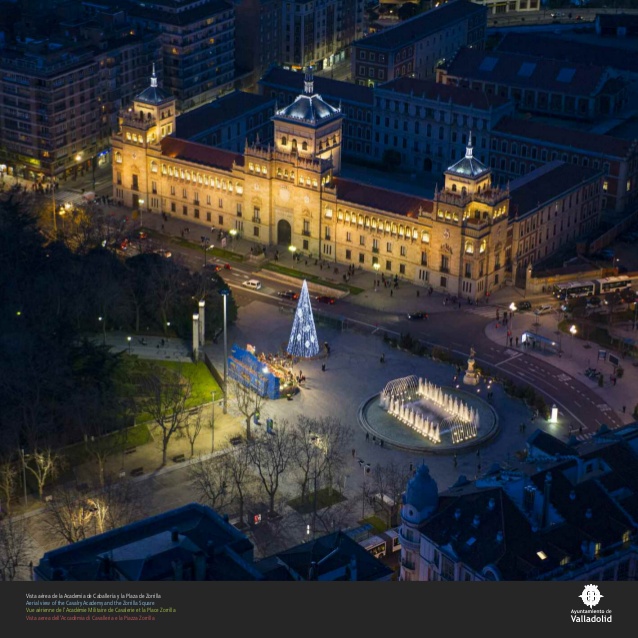 Vista aérea de la Academia de Caballería y la Plaza de Zorrilla
Aerial view of the Cavalry Academy and the Zorrilla Square
Vue aérienne de l'Académie Militaire de Cavalerie et la Place Zorrilla
Vista aerea dell'Accademia di Cavalleria e la Piazza Zorrilla
Ayuntamiento de
Valladolid